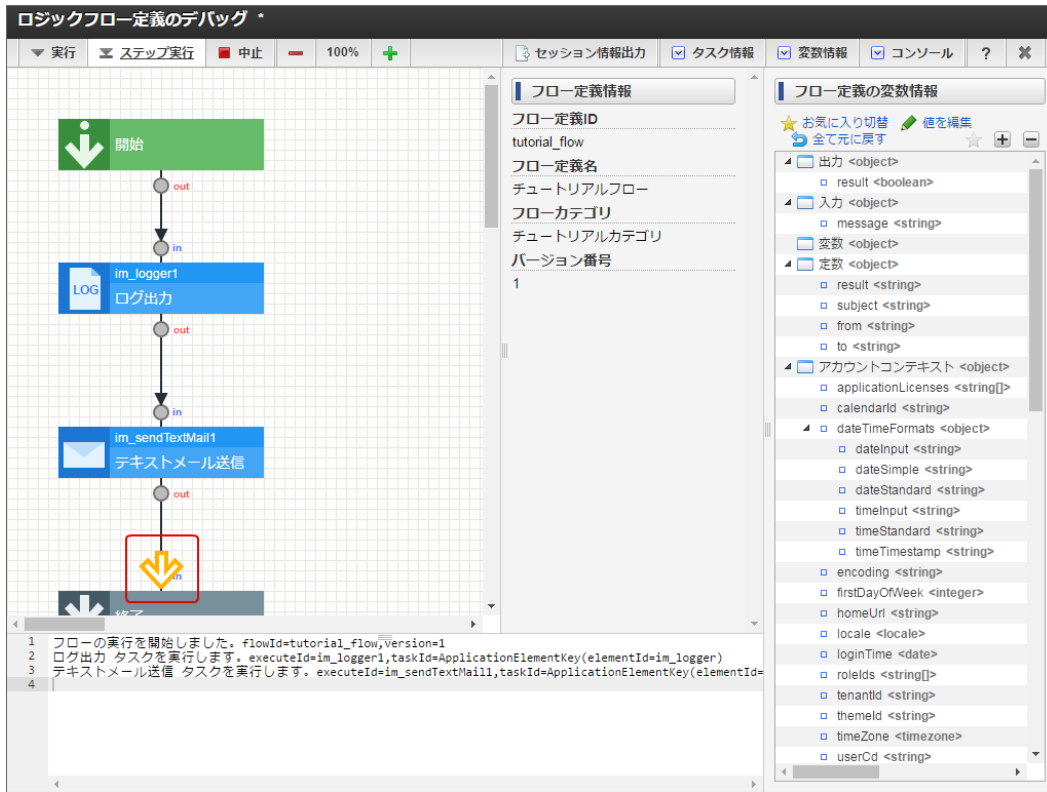 ロジックフロー定義のデバッグ *
実行 ステップ実行 中止 100% セッション情報出力 タスク情報 変数情報 コンソール ?
開始
out
in
im_logger1
LOG
ログ出力
out
in
im_sendTextMail1
テキストメール送信
out
in
終了
フロー定義情報
フロー定義ID
tutorial_flow
フロー定義名
チュートリアルフロー
フローカテゴリ
チュートリアルカテゴリ
バージョン番号
1
フロー定義の変数情報
お気に入り切替 値を編集
全て元に戻す
出力 <object>
result <boolean>
入力 <object>
message <string>
変数 <object>
定数 <object>
result <string>
subject <string>
from <string>
to <string>
アカウントコンテキスト <object>
applicationLicenses <string[]>
calendarId <string>
dateTimeFormats <object>
dateInput <string>
dateSimple <string>
dateStandard <string>
timeInput <string>
timeStandard <string>
timeTimestamp <string>
encoding <string>
firstDayOfWeek <integer>
homeUrl <string>
locale <locale>
loginTime <date>
roleIds <string[]>
tenantId <string>
themeId <string>
timeZone <timezone>
userCd <string>
1 フローの実行を開始しました。flowId=tutorial_flow,version=1
2 ログ出力 タスクを実行します。executeId=im_logger1,taskId=ApplicationElementKey(elementId=im_logger)
3 テキストメール送信 タスクを実行します。executeId=im_sendTextMail1,taskId=ApplicationElementKey(elementId=
4